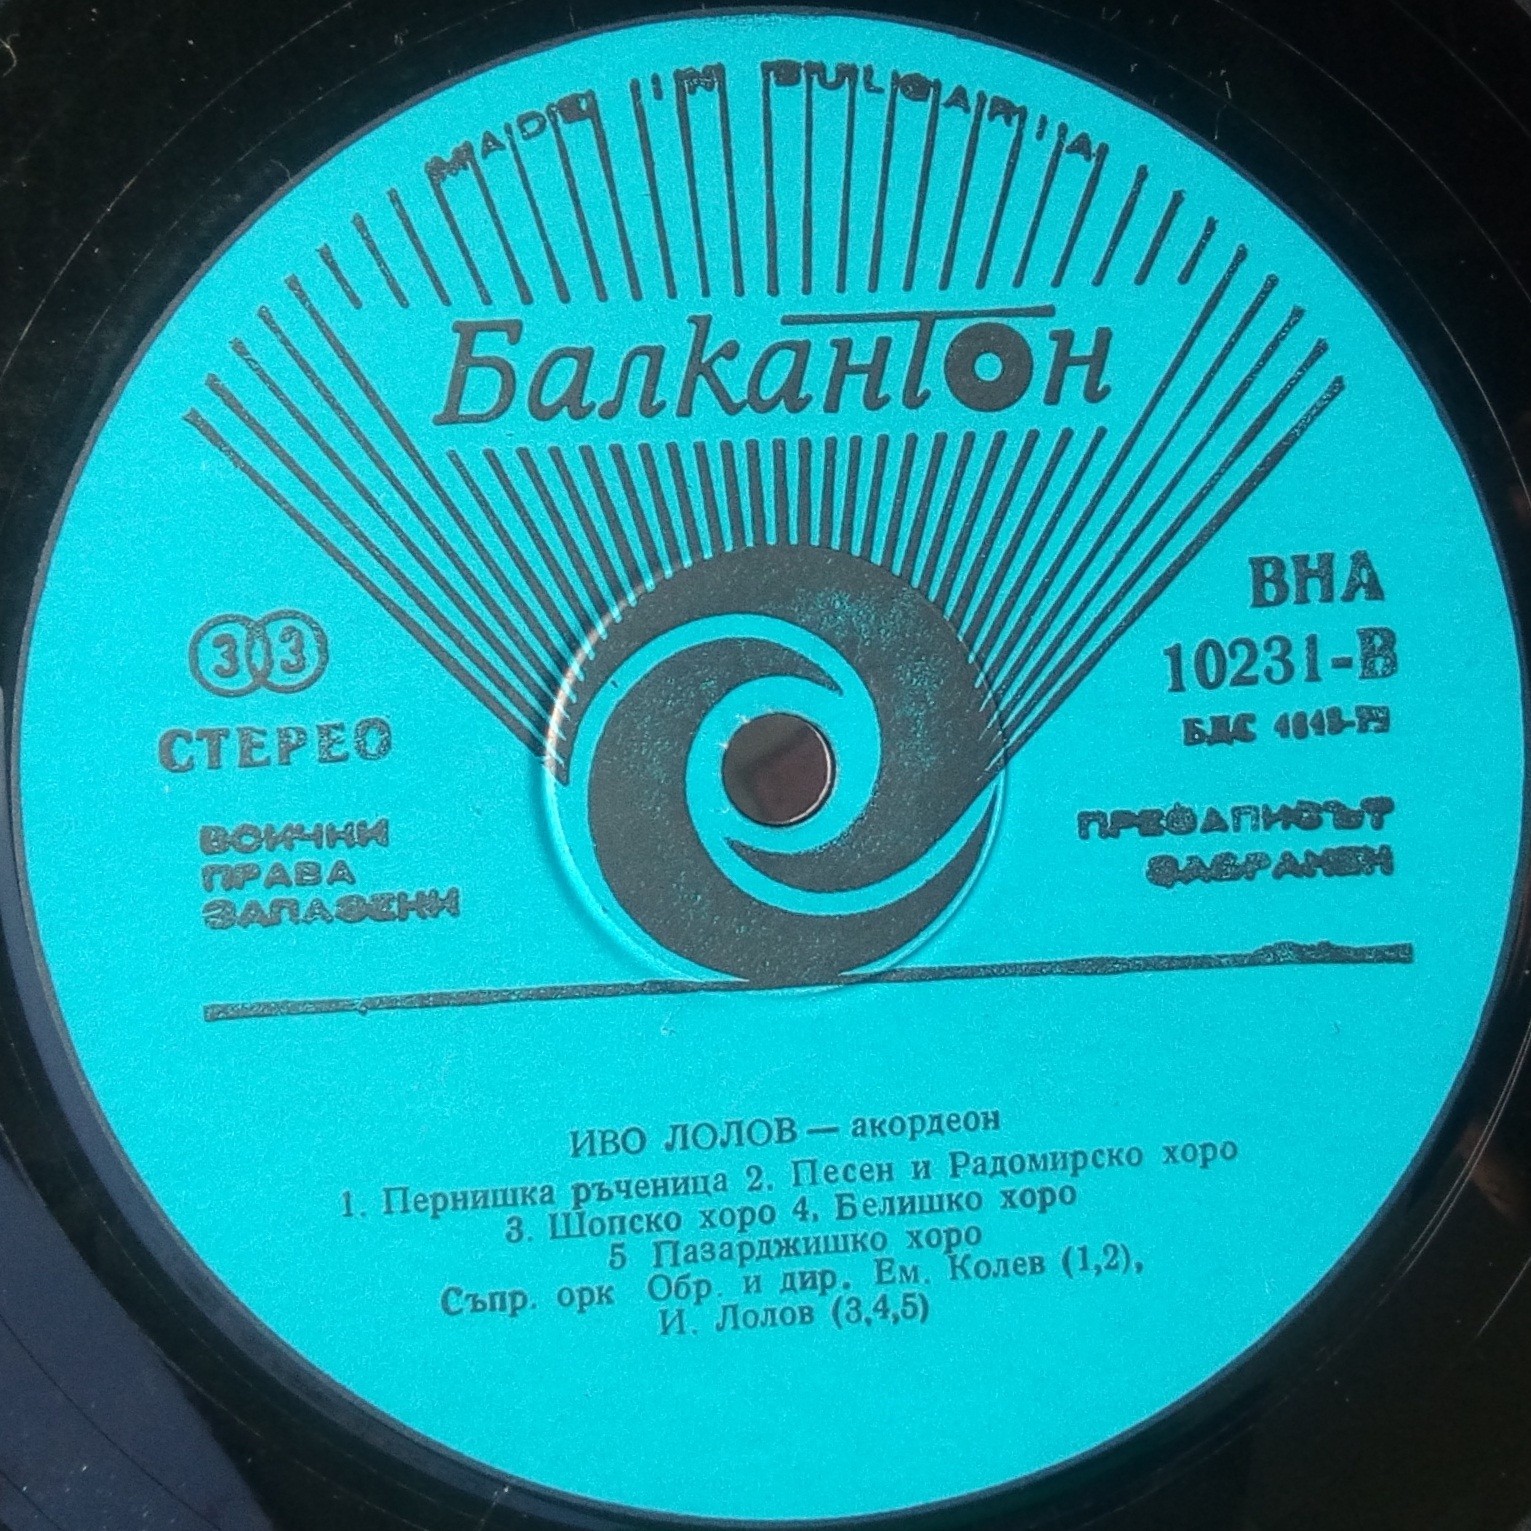 MADE IN BULGARIA
Балкантон
33
СТЕРЕО
ВСИЧКИ
ПРАВА
ЗАПАЗЕНИ
ВНА
10231-В
БДС
ПРЕЗАПИСЪТ
ЗАБРАНЕН
ИВО ЛОЛОВ — акордеон
1. Пернишка ръченица 2. Песен и Радомирско хоро
3. Шопско хоро 4. Белишко хоро
5 Пазарджишко хоро
Съпр. орк Обр. и дир. Ем. Колев (1,2),
И. Лолов (3,4,5)